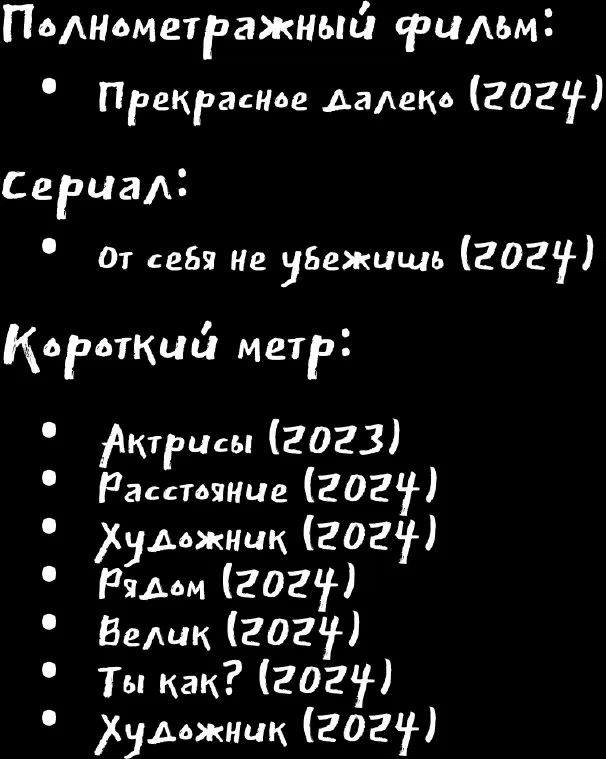 Полнометражный фильм:
• Прекрасное далеко (2024)
Сериал:
• От себя не убежишь (2024)
Короткий метр:
• Актрисы (2023)
• Расстояние (2024)
• Художник (2024)
• Рядом (2024)
• Велик (2024)
• Ты как? (2024)
• Художник (2024)